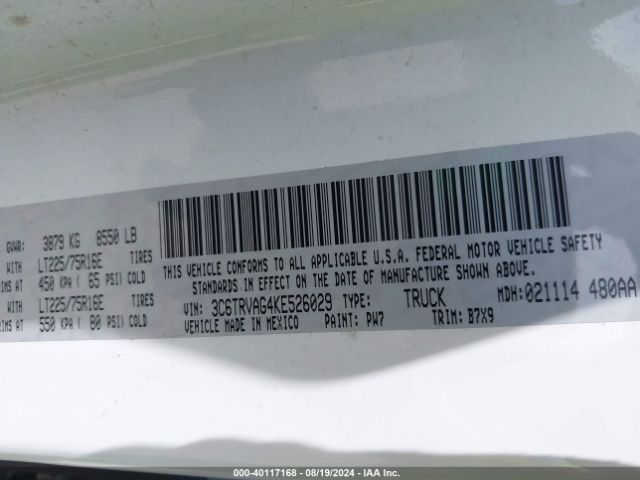 GVWR: 3879 KG 8550 LB
WITH LT225/75R16E TIRES
RIMS AT 450 KPA ( 65 PSI) COLD
WITH LT225/75R16E TIRES
RIMS AT 550 KPA ( 80 PSI) COLD
THIS VEHICLE CONFORMS TO ALL APPLICABLE U.S.A. FEDERAL MOTOR VEHICLE SAFETY
STANDARDS IN EFFECT ON THE DATE OF MANUFACTURE SHOWN ABOVE.
VIN: 3C6TRVAG4KE526029 TYPE: TRUCK MDH:021114 480AA
VEHICLE MADE IN MEXICO PAINT: PW7 TRIM: B7X9
000-40117168 - 08/19/2024 - IAA Inc.